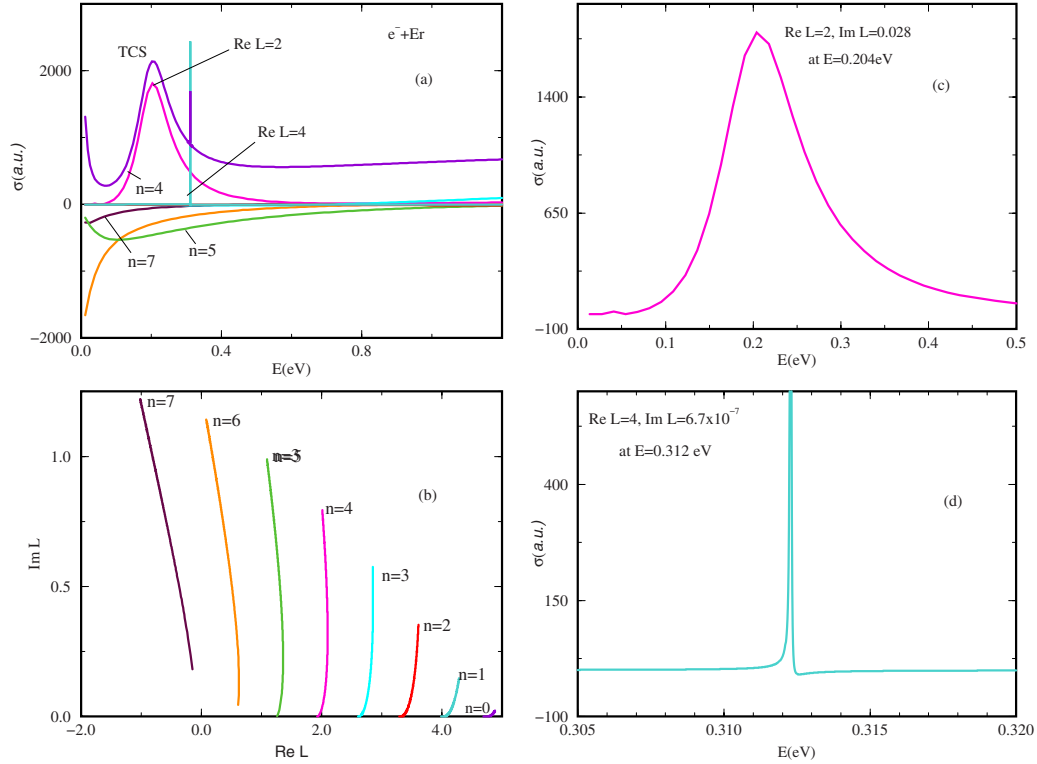 2000
0
−2000
0.0
0.4
0.8
E(eV)
σ(a.u.)
TCS
Re L=2
e⁻+Er
(a)
Re L=4
n=4
n=7
n=5
1400
650
−100
0.0
0.1
0.2
0.3
0.4
0.5
E(eV)
σ(a.u.)
Re L=2, Im L=0.028
at E=0.204eV
(c)
1.0
0.5
0.0
−2.0
0.0
2.0
4.0
Re L
Im L
n=7
n=6
n=3
n=5
n=4
n=3
n=2
n=1
n=0
(b)
400
150
−100
0.305
0.310
0.315
0.320
E(eV)
σ(a.u.)
Re L=4, Im L=6.7x10⁻⁷
at E=0.312 eV
(d)